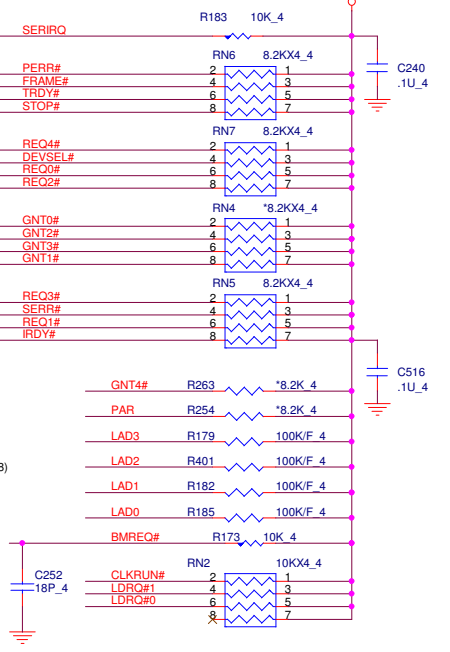 R183 10K_4
SERIRQ
RN6 8.2KX4_4
PERR# 2 1
FRAME# 4 3
TRDY# 6 5
STOP# 8 7
C240
.1U_4
RN7 8.2KX4_4
REQ4# 2 1
DEVSEL# 4 3
REQ0# 6 5
REQ2# 8 7
RN4 *8.2KX4_4
GNT0# 2 1
GNT2# 4 3
GNT3# 6 5
GNT1# 8 7
RN5 8.2KX4_4
REQ3# 2 1
SERR# 4 3
REQ1# 6 5
IRDY# 8 7
C516
.1U_4
GNT4# R263 *8.2K_4
PAR R254 *8.2K_4
LAD3 R179 100K/F_4
LAD2 R401 100K/F_4
3)
LAD1 R182 100K/F_4
LAD0 R185 100K/F_4
BMREQ# R173 10K_4
RN2 10KX4_4
C252
18P_4
CLKRUN# 2 1
LDRQ#1 4 3
LDRQ#0 6 5
8 7